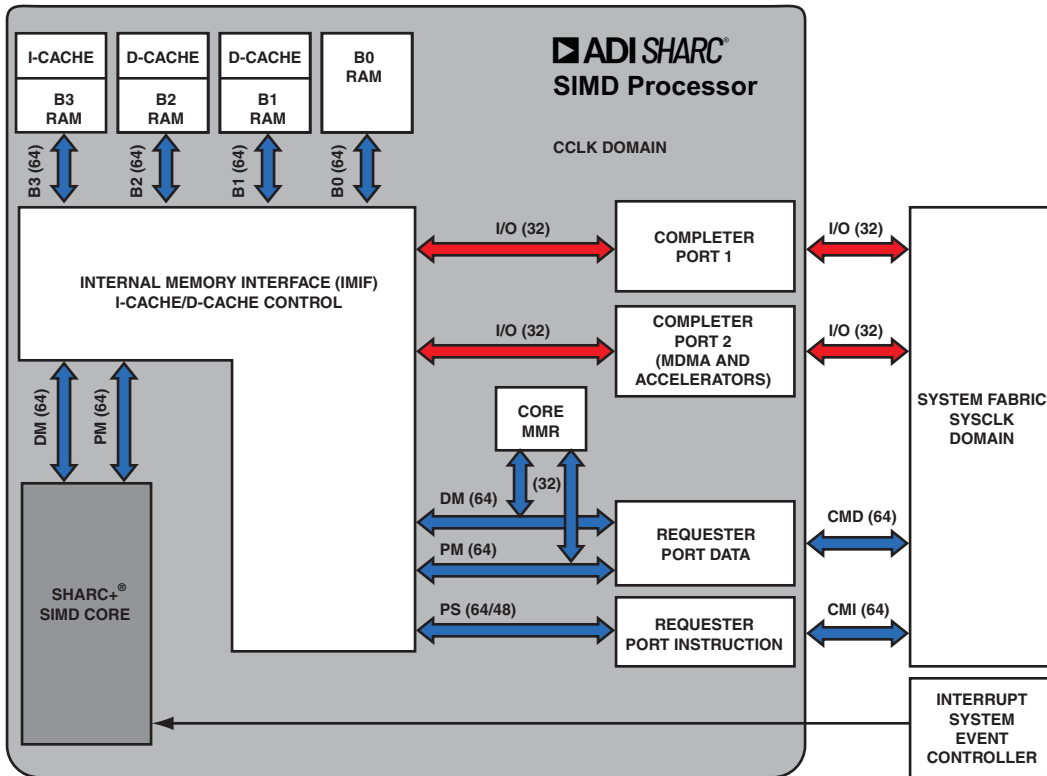 I-CACHE
B3
RAM
D-CACHE
B2
RAM
D-CACHE
B1
RAM
B0
RAM
ADI SHARC®
SIMD Processor
CCLK DOMAIN
B3 (64)
B2 (64)
B1 (64)
B0 (64)
INTERNAL MEMORY INTERFACE (IMIF)
I-CACHE/D-CACHE CONTROL
I/O (32)
COMPLETER
PORT 1
I/O (32)
I/O (32)
COMPLETER
PORT 2
(MDMA AND
ACCELERATORS)
I/O (32)
SYSTEM FABRIC
SYSCLK
DOMAIN
DM (64)
PM (64)
CORE
MMR
(32)
DM (64)
PM (64)
REQUESTER
PORT DATA
CMD (64)
SHARC+®
SIMD CORE
PS (64/48)
REQUESTER
PORT INSTRUCTION
CMI (64)
INTERRUPT
SYSTEM
EVENT
CONTROLLER